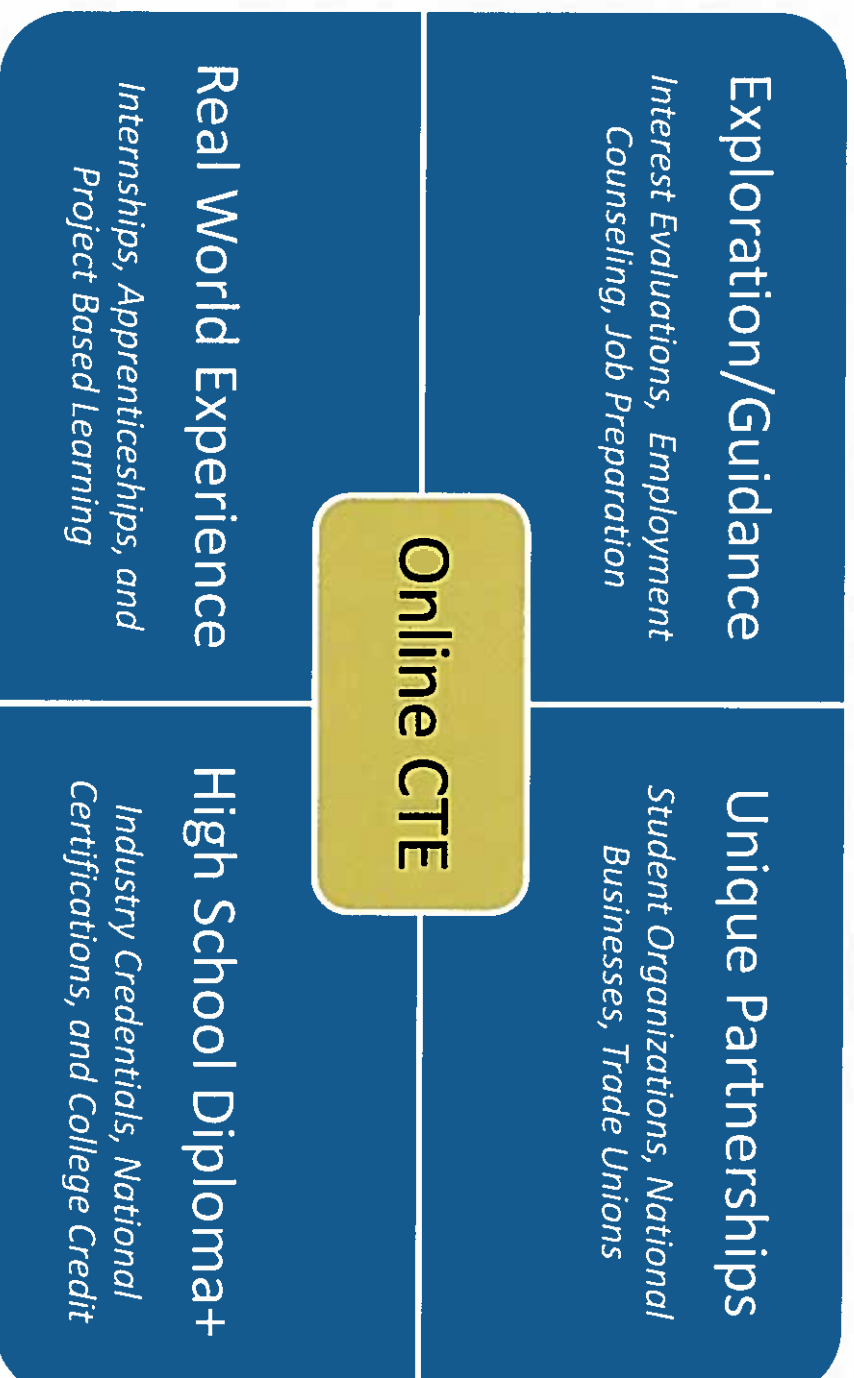 Exploration/Guidance
Interest Evaluations, Employment
Counseling, Job Preparation
Unique Partnerships
Student Organizations, National
Businesses, Trade Unions
Online CTE
Real World Experience
Internships, Apprenticeships, and
Project Based Learning
High School Diploma+
Industry Credentials, National
Certifications, and College Credit